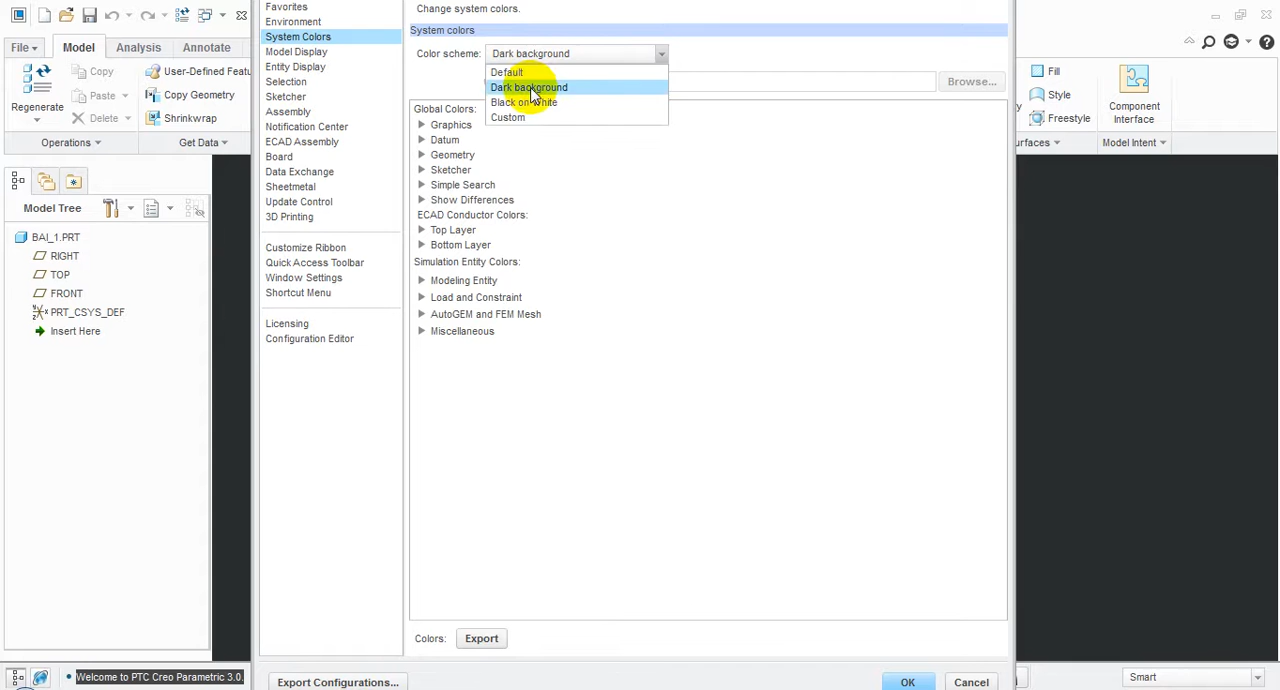 File
Model
Analysis
Annotate
Regenerate
Copy
Paste
Delete
User-Defined Featu
Copy Geometry
Shrinkwrap
Operations
Get Data
Model Tree
BAI_1.PRT
RIGHT
TOP
FRONT
PRT_CSYS_DEF
Insert Here
Favorites
Environment
System Colors
Model Display
Entity Display
Selection
Sketcher
Assembly
Notification Center
ECAD Assembly
Board
Data Exchange
Sheetmetal
Update Control
3D Printing
Customize Ribbon
Quick Access Toolbar
Window Settings
Shortcut Menu
Licensing
Configuration Editor
Change system colors.
System colors
Color scheme: Dark background
Default
Dark background
Black on White
Custom
Browse...
Global Colors:
Graphics
Datum
Geometry
Sketcher
Simple Search
Show Differences
ECAD Conductor Colors:
Top Layer
Bottom Layer
Simulation Entity Colors:
Modeling Entity
Load and Constraint
AutoGEM and FEM Mesh
Miscellaneous
Colors: Export
Export Configurations...
OK
Cancel
Fill
Style
Freestyle
Component
Interface
urfaces
Model Intent
Welcome to PTC Creo Parametric 3.0,
Smart